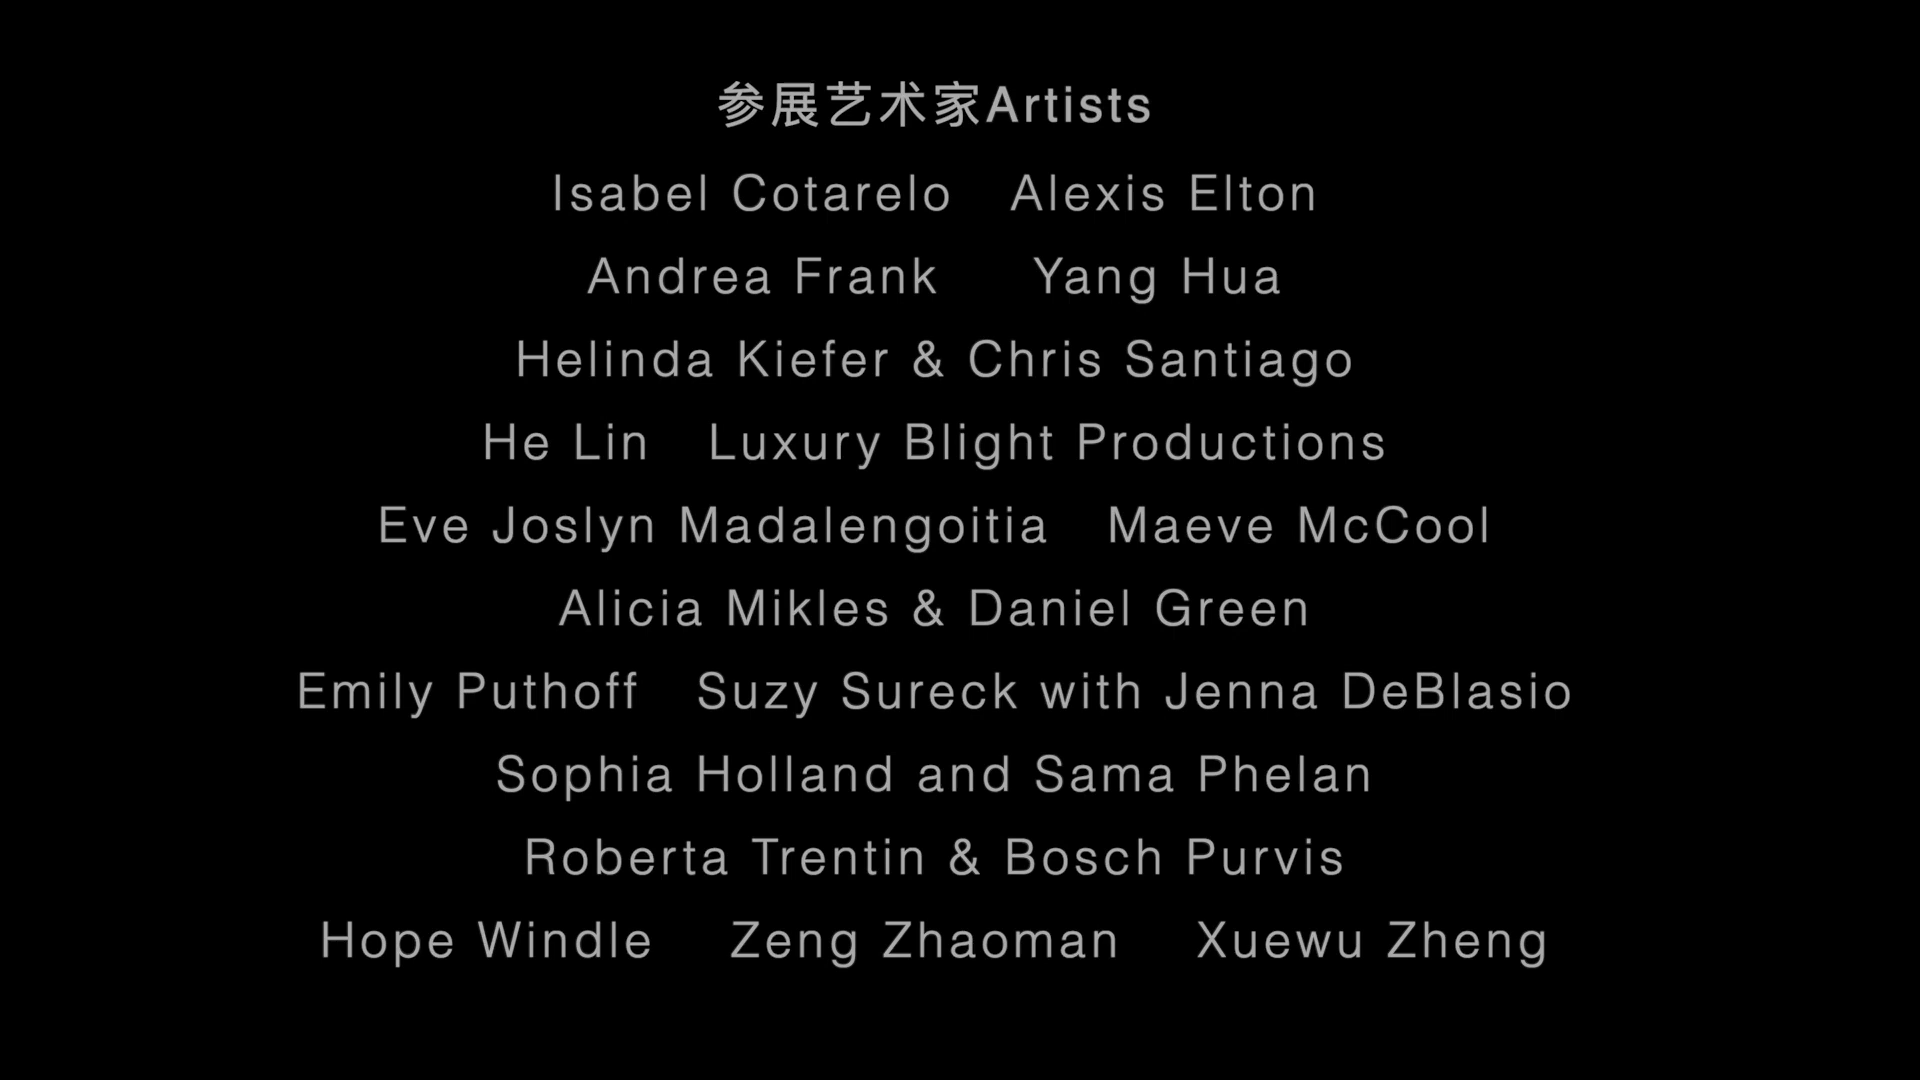 参展艺术家Artists
Isabel Cotarelo Alexis Elton
Andrea Frank Yang Hua
Helinda Kiefer & Chris Santiago
He Lin Luxury Blight Productions
Eve Joslyn Madalengoitia Maeve McCool
Alicia Mikles & Daniel Green
Emily Puthoff Suzy Sureck with Jenna DeBlasio
Sophia Holland and Sama Phelan
Roberta Trentin & Bosch Purvis
Hope Windle Zeng Zhaoman Xuewu Zheng